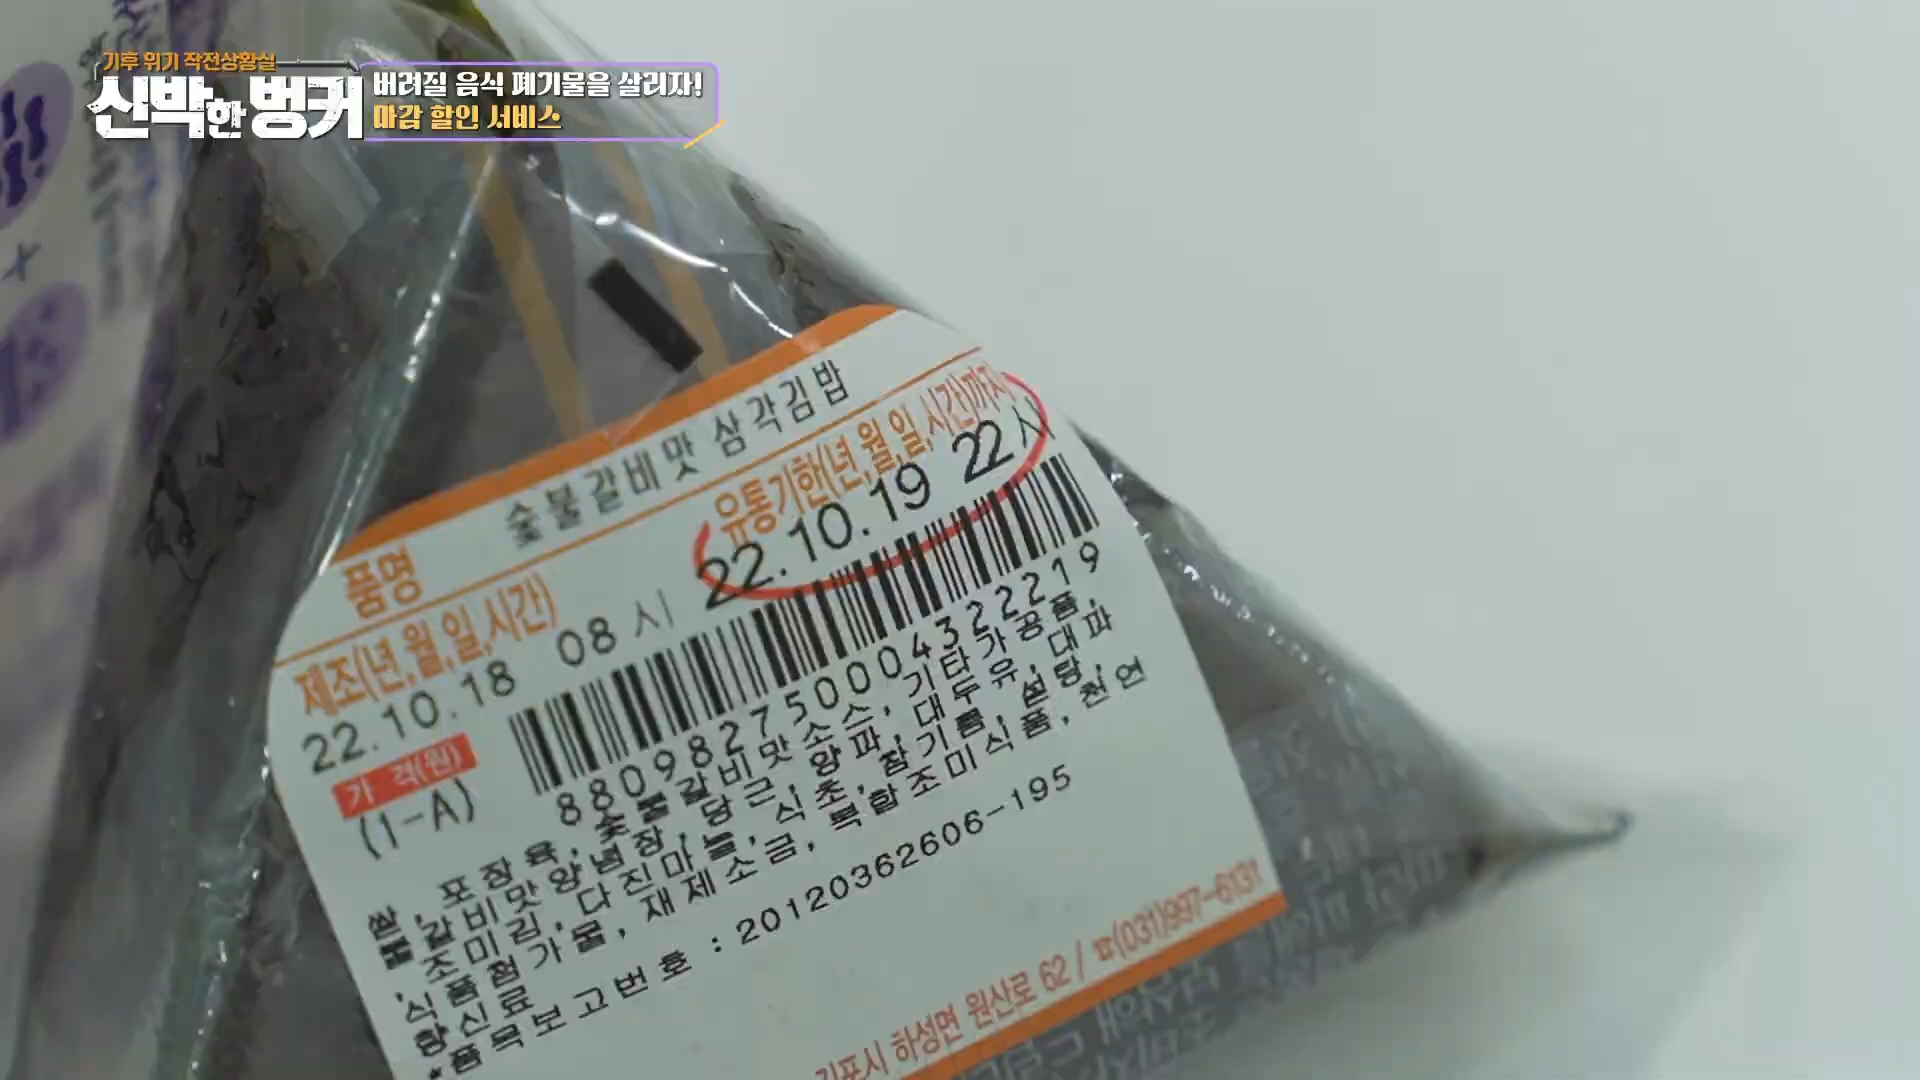 기후 위기 작전상황실
신박한 벙커
버려질 음식 폐기물을 살리자!
마감 할인 서비스
품명 숯불갈비맛 삼각김밥
제조(년,월,일,시간) 유통기한(년,월,일,시간)까지
22.10.18 08시 22.10.19 22시
가 격(원)
(1-A)
8809827500043222219
쌀, 포장육, 숯불갈비맛소스, 기타가공품,
불갈비맛양념장, 당근, 양파, 대두유, 대파
,조미김, 다진마늘, 식초, 참기름, 설탕,
식품첨가물, 재제소금, 복합조미식품, 천연
향신료
*품목보고번호 : 20120362606-195
김포시 하성면 원신로 62 / ☎(031)997-6131